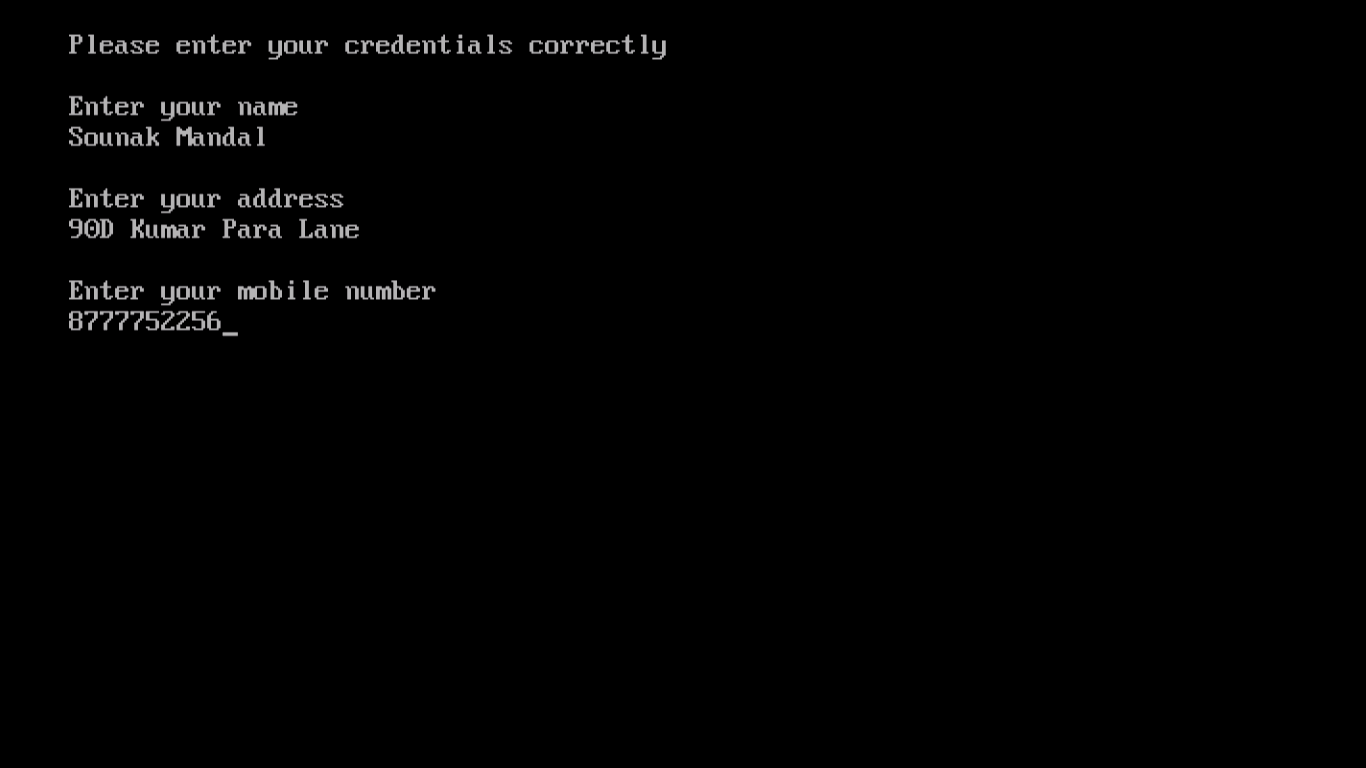 Please enter your credentials correctly
Enter your name
Sounak Mandal
Enter your address
90D Kumar Para Lane
Enter your mobile number
8777752256_